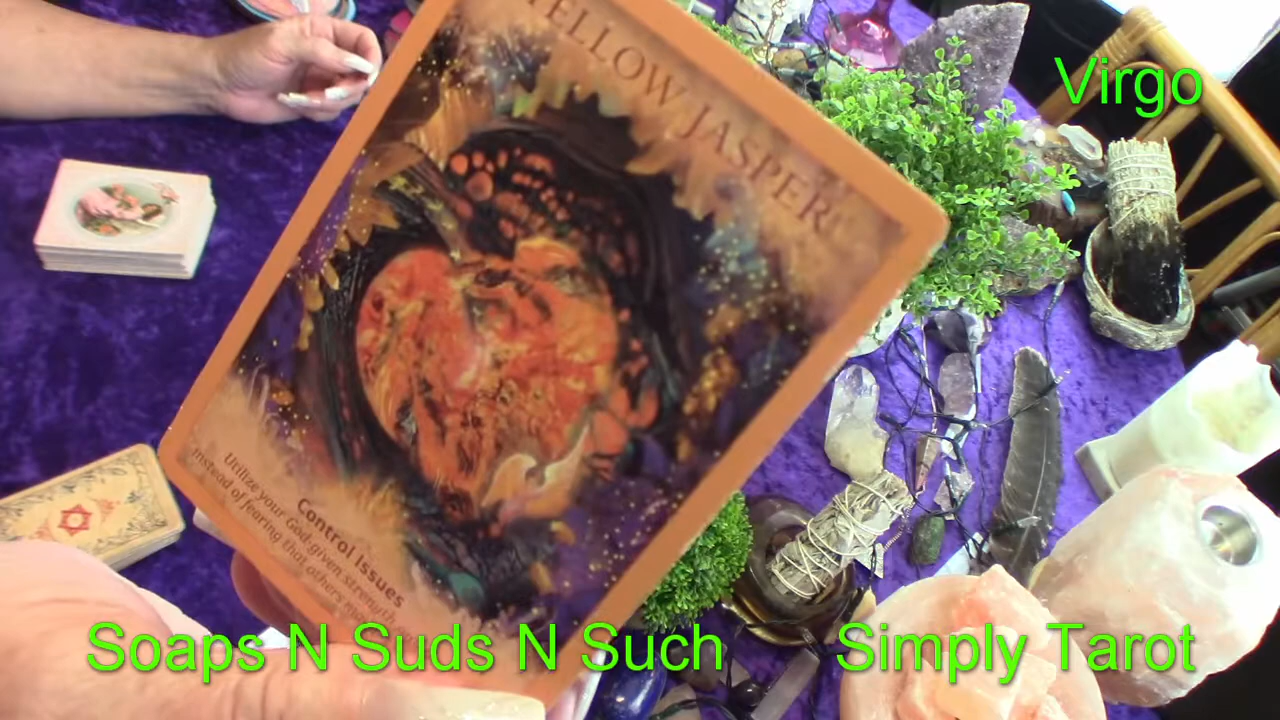 Virgo
YELLOW JASPER
Control Issues
Utilize your God-given strength
instead of fearing that others
Soaps N Suds N Such
Simply Tarot